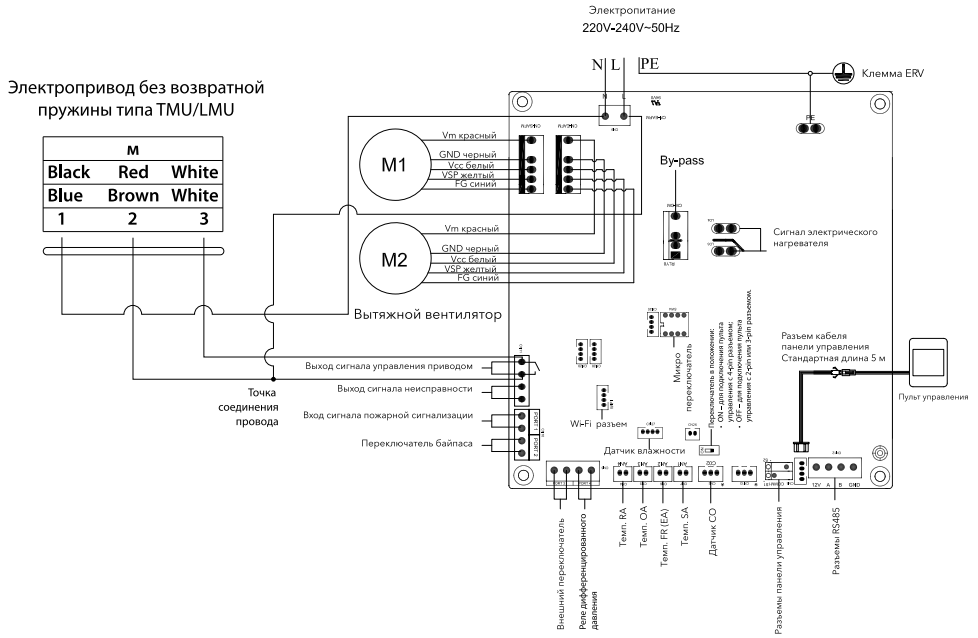 Электропитание
220V-240V~50Hz
N
L
PE
Клемма ERV
Электропривод без возвратной
пружины типа TMU/LMU
M
Black Red White
Blue Brown White
1 2 3
N
L
PE
M1
Vm красный
GND черный
Vcc белый
VSP желтый
FG синий
By-pass
Сигнал электрического
нагревателя
M2
Vm красный
GND черный
Vcc белый
VSP желтый
FG синий
Вытяжной вентилятор
Выход сигнала управления приводом
Выход сигнала неисправности
Точка
соединения
провода
Вход сигнала пожарной сигнализации
Переключатель байпаса
PORT 1
PORT 2
Wi-Fi разъем
Датчик влажности
Микро
переключатель
Переключатель в положении:
• ON – для подключения пульта
управления с 4-pin разъемом;
• OFF – для подключения пульта
управления с 2-pin или 3-pin разъемом.
Разъем кабеля
панели управления
Стандартная длина 5 м
Пульт управления
12V A B GND
Внешний переключатель
Реле дифференцированного
давления
Темп. RA
Темп. OA
Темп. FR (EA)
Темп. SA
Датчик CO
Разъемы панели управления
Разъемы RS485